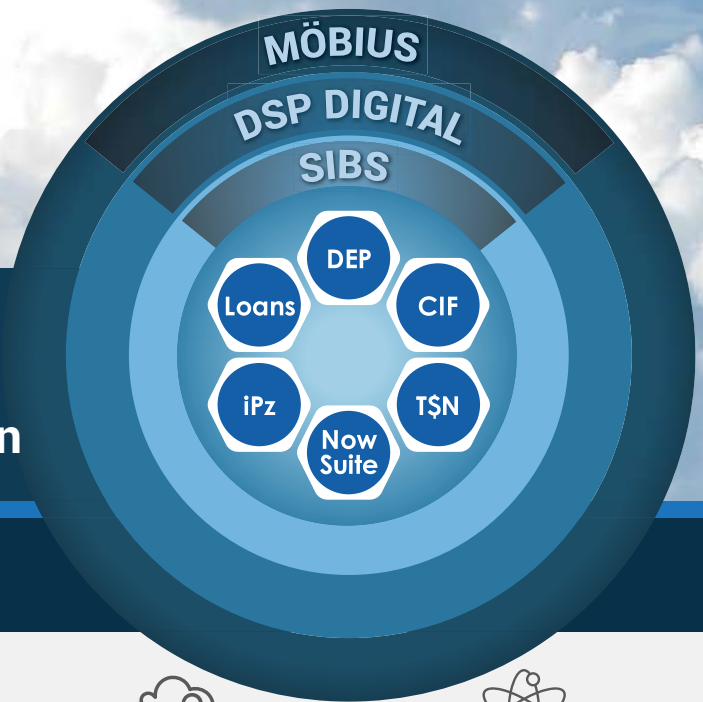 MÖBIUS
DSP DIGITAL
SIBS
DEP
Loans
CIF
iPz
T$N
Now
Suite
n